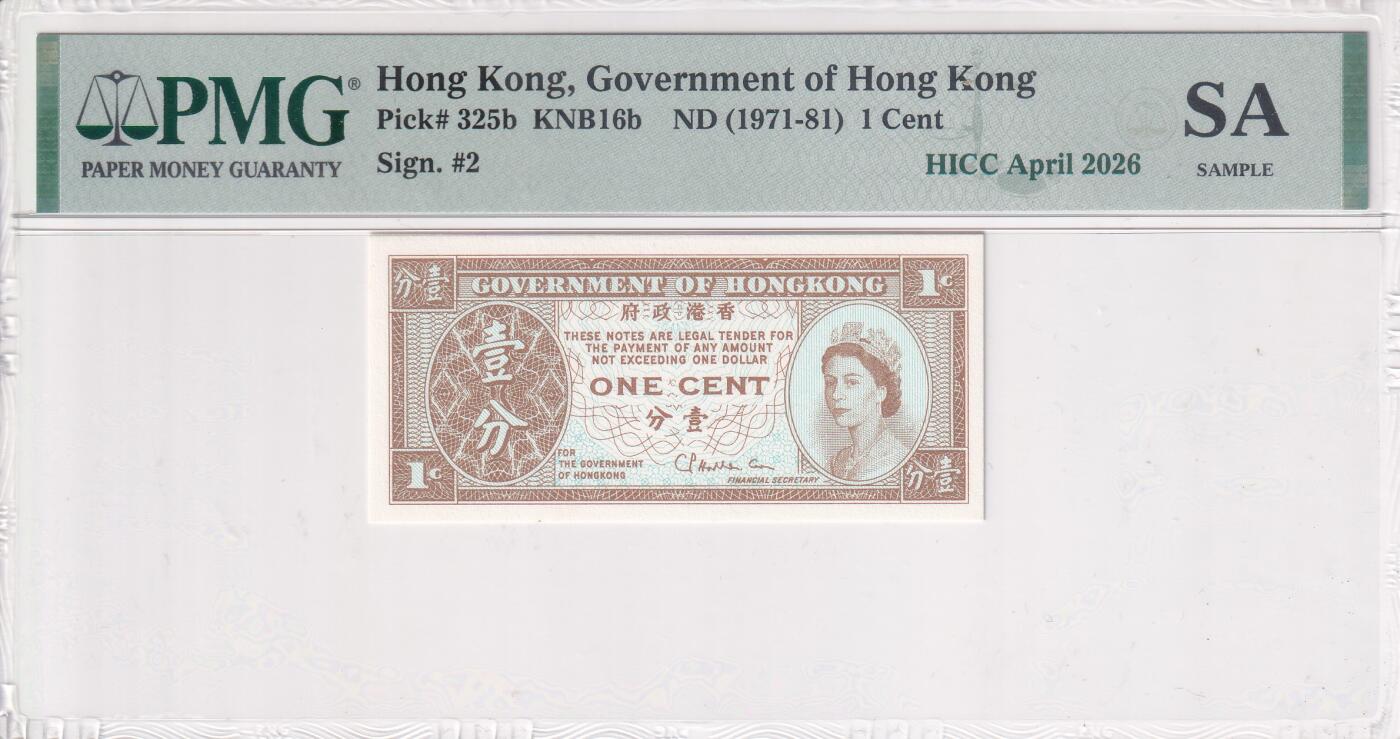 PMG®
PAPER MONEY GUARANTY
Hong Kong, Government of Hong Kong
Pick# 325b KNB16b ND (1971-81) 1 Cent
Sign. #2
HICC April 2026
SA
SAMPLE
分壹
GOVERNMENT OF HONGKONG
1c
府政港香
THESE NOTES ARE LEGAL TENDER FOR
THE PAYMENT OF ANY AMOUNT
NOT EXCEEDING ONE DOLLAR
ONE CENT
分壹
壹
分
FOR
THE GOVERNMENT
OF HONGKONG
FINANCIAL SECRETARY
1c
分壹